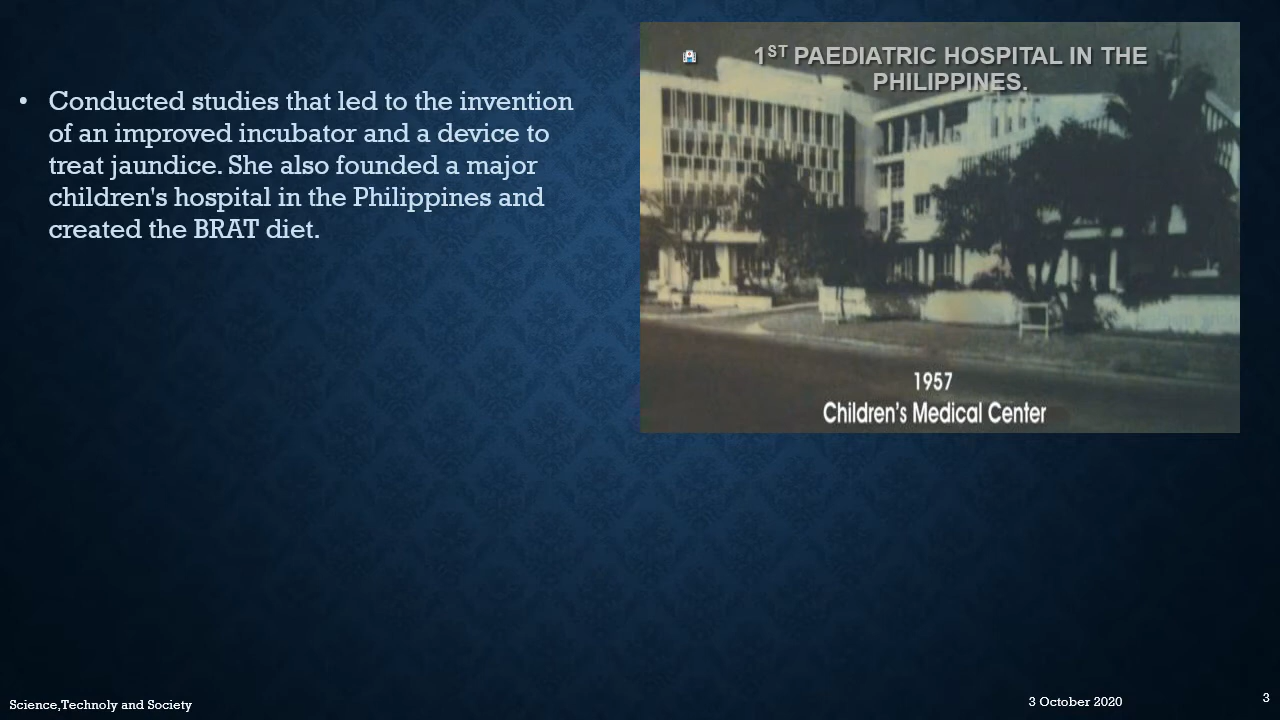 • Conducted studies that led to the invention
of an improved incubator and a device to
treat jaundice. She also founded a major
children's hospital in the Philippines and
created the BRAT diet.
1ST PAEDIATRIC HOSPITAL IN THE
PHILIPPINES.
1957
Children's Medical Center
Science,Technoly and Society
3 October 2020
3